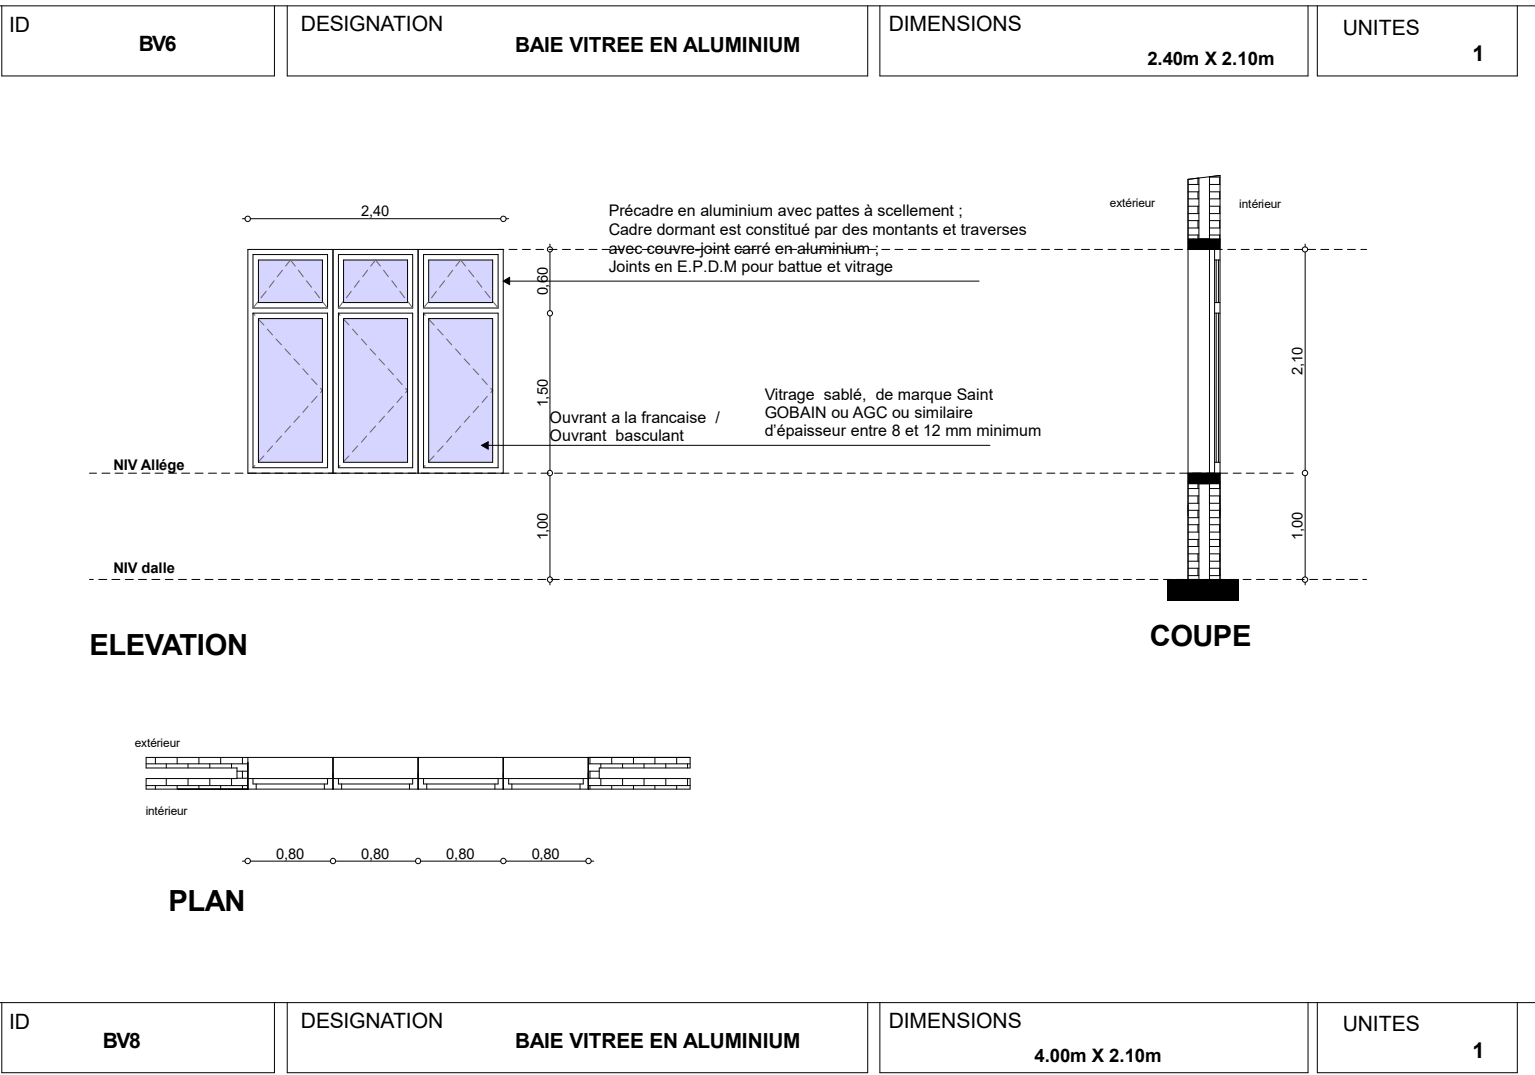 ID
BV6
DESIGNATION
BAIE VITREE EN ALUMINIUM
DIMENSIONS
2.40m X 2.10m
UNITES
1
2,40
Précadre en aluminium avec pattes à scellement ;
Cadre dormant est constitué par des montants et traverses
avec couvre-joint carré en aluminium ;
Joints en E.P.D.M pour battue et vitrage
0,60
1,50
Ouvrant a la francaise /
Ouvrant basculant
Vitrage sablé, de marque Saint
GOBAIN ou AGC ou similaire
d'épaisseur entre 8 et 12 mm minimum
NIV Allége
1,00
NIV dalle
ELEVATION
extérieur
intérieur
2,10
1,00
COUPE
extérieur
intérieur
0,80
0,80
0,80
0,80
PLAN
ID
BV8
DESIGNATION
BAIE VITREE EN ALUMINIUM
DIMENSIONS
4.00m X 2.10m
UNITES
1